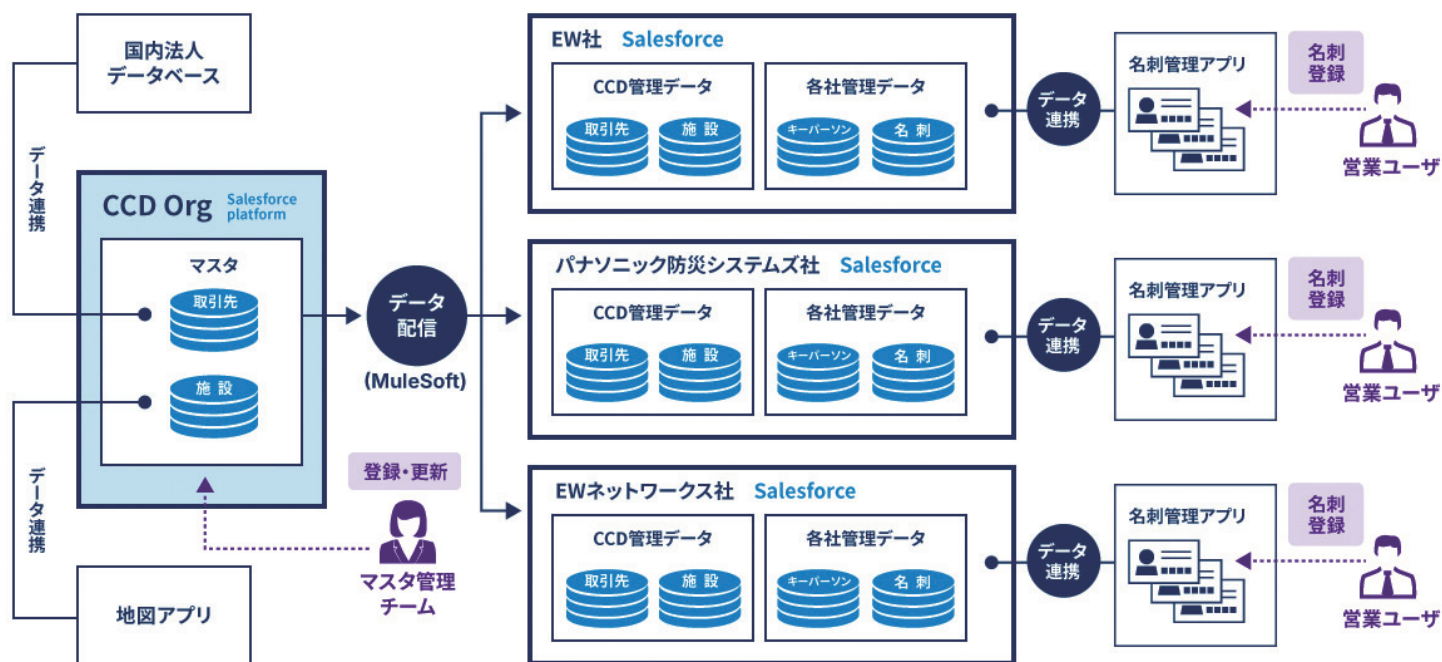 国内法人
データベース
データ連携
CCD Org
Salesforce
platform
マスタ
取引先
施設
データ連携
地図アプリ
登録・更新
マスタ管理
チーム
データ
配信
(MuleSoft)
EW社 Salesforce
CCD管理データ
取引先 施設
各社管理データ
キーパーソン 名刺
データ
連携
名刺管理アプリ
名刺
登録
営業ユーザ
パナソニック防災システムズ社 Salesforce
CCD管理データ
取引先 施設
各社管理データ
キーパーソン 名刺
データ
連携
名刺管理アプリ
名刺
登録
営業ユーザ
EWネットワークス社 Salesforce
CCD管理データ
取引先 施設
各社管理データ
キーパーソン 名刺
データ
連携
名刺管理アプリ
名刺
登録
営業ユーザ